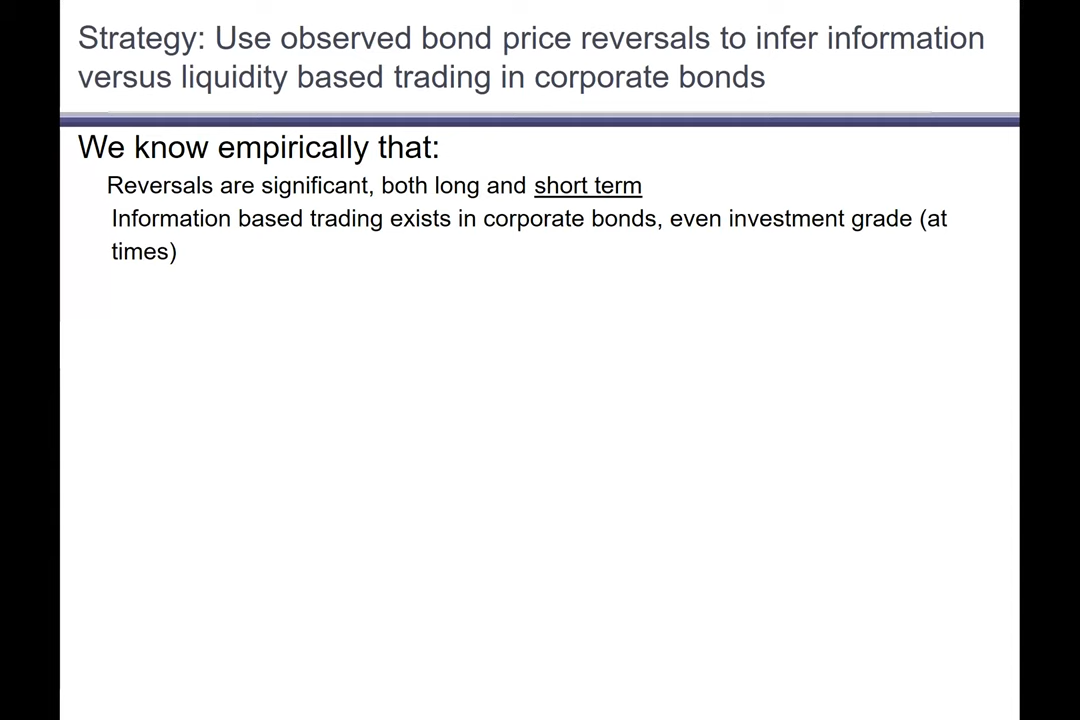 Strategy: Use observed bond price reversals to infer information
versus liquidity based trading in corporate bonds
We know empirically that:
Reversals are significant, both long and short term
Information based trading exists in corporate bonds, even investment grade (at
times)